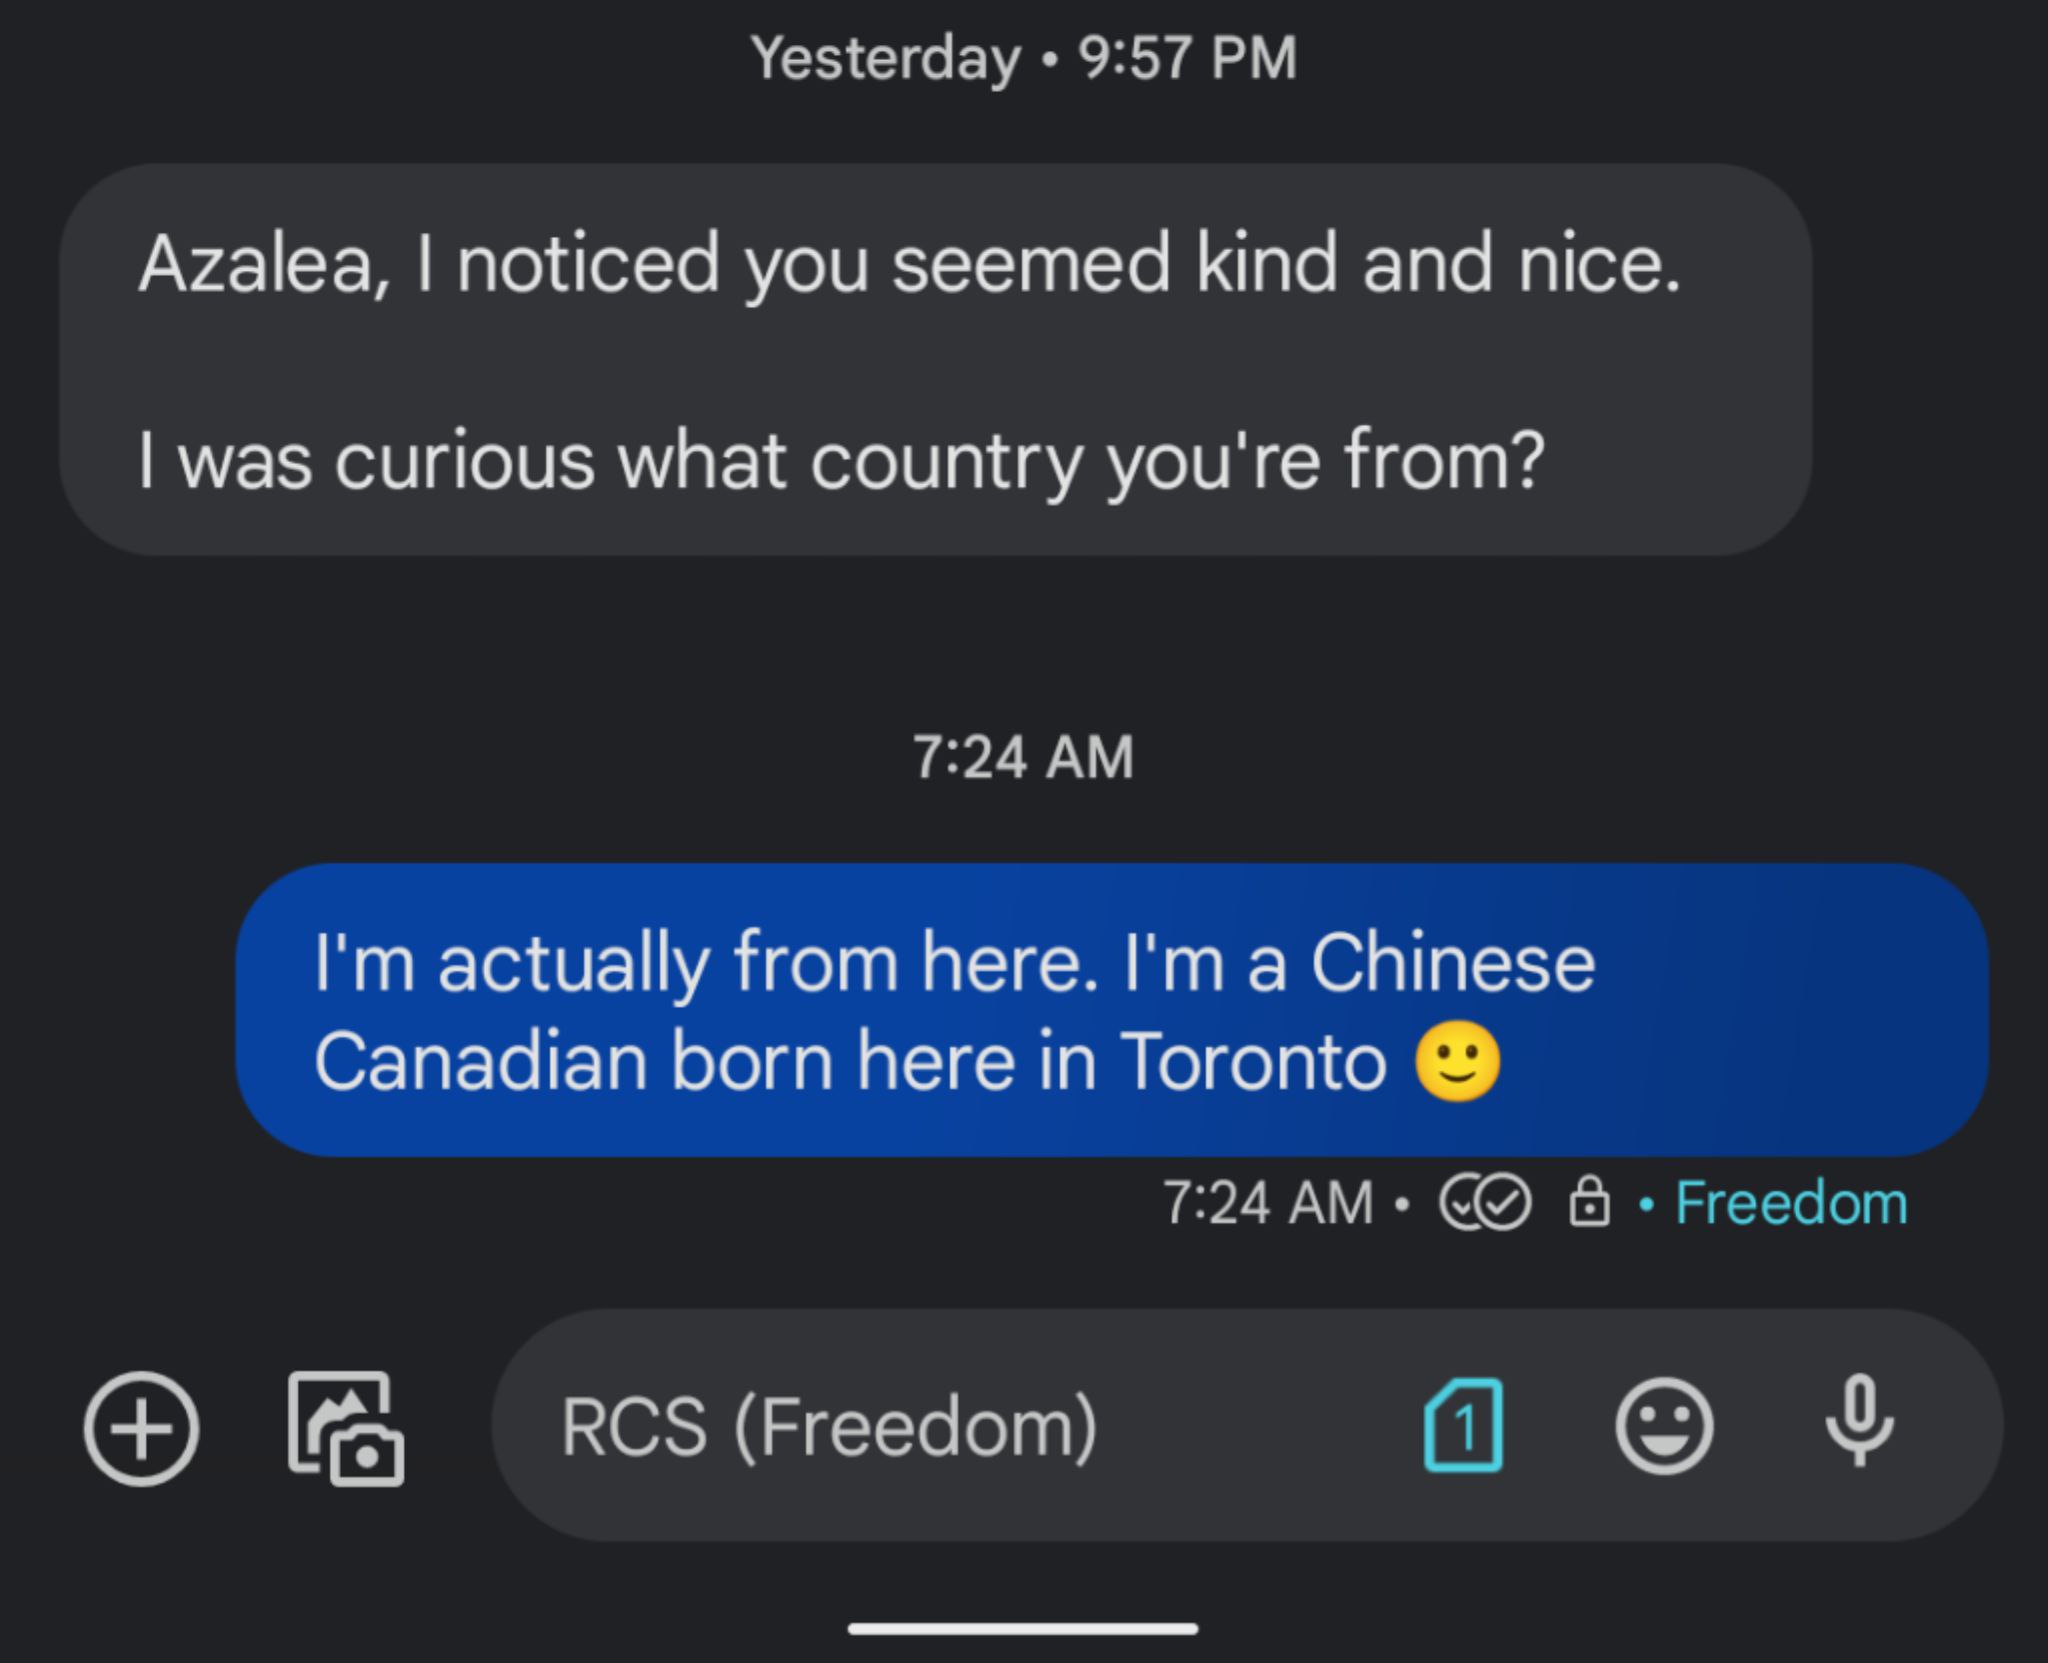 Yesterday • 9:57 PM
Azalea, I noticed you seemed kind and nice.
I was curious what country you're from?
7:24 AM
I'm actually from here. I'm a Chinese
Canadian born here in Toronto 🙂
7:24 AM • Freedom
RCS (Freedom) 1